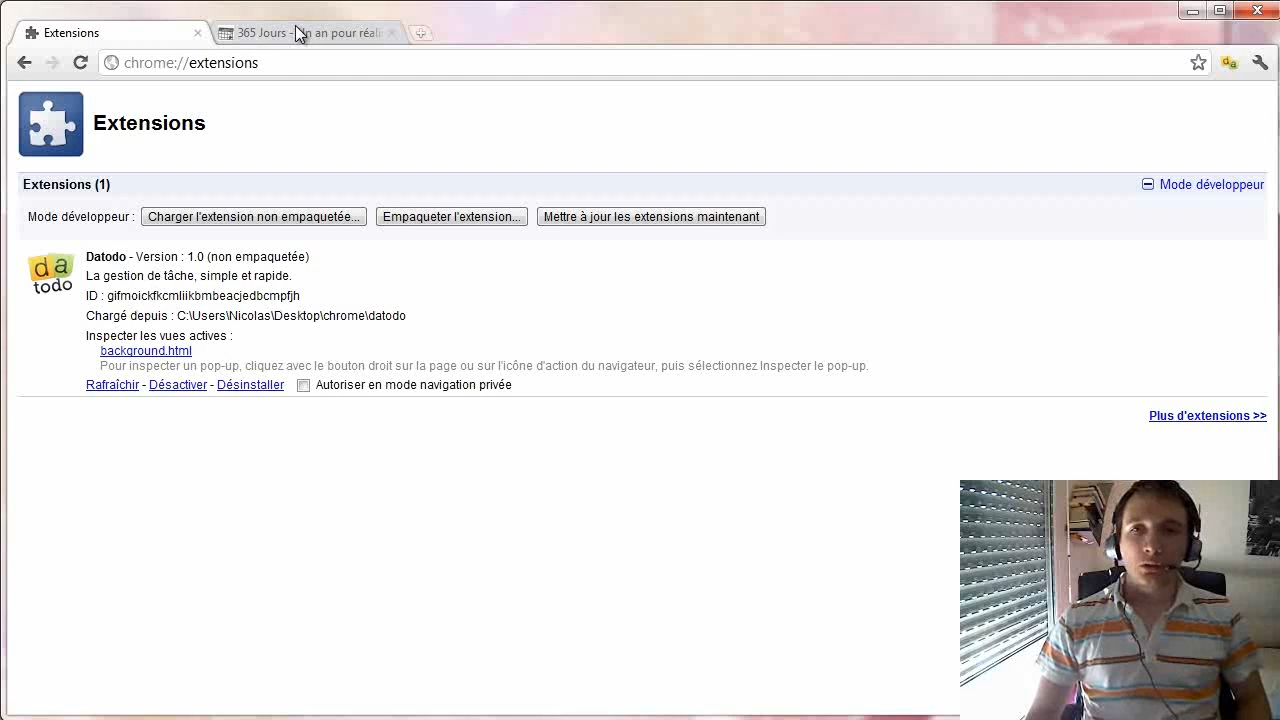 Extensions
365 Jours - n an pour réali
chrome://extensions
da
Extensions
Extensions (1)
Mode développeur
Mode développeur :
Charger l'extension non empaquetée...
Empaqueter l'extension...
Mettre à jour les extensions maintenant
da
todo
Datodo - Version : 1.0 (non empaquetée)
La gestion de tâche, simple et rapide.
ID : gifmoickfkcmliikbmbeacjedbcmpfjh
Chargé depuis : C:\Users\Nicolas\Desktop\chrome\datodo
Inspecter les vues actives :
background.html
Pour inspecter un pop-up, cliquez avec le bouton droit sur la page ou sur l'icône d'action du navigateur, puis sélectionnez Inspecter le pop-up.
Rafraîchir - Désactiver - Désinstaller
Autoriser en mode navigation privée
Plus d'extensions >>